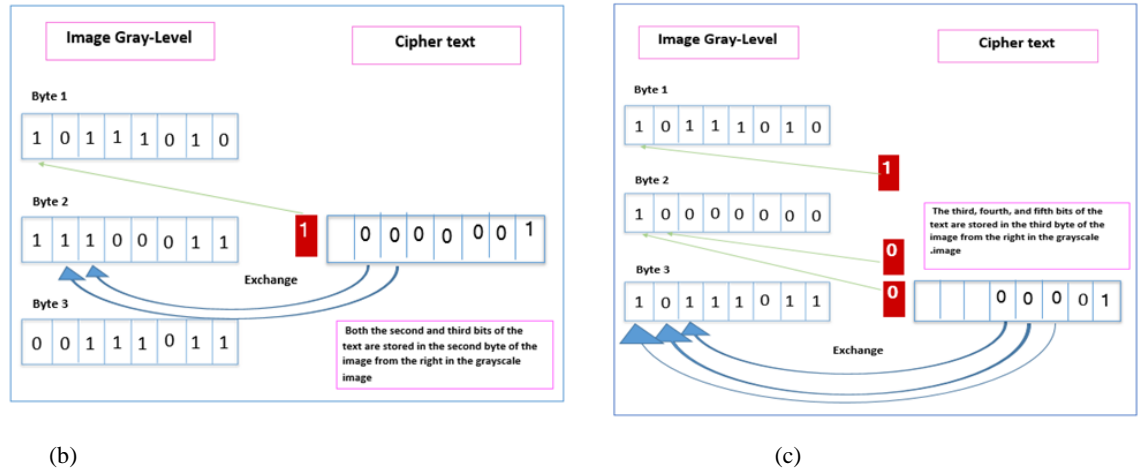 Image Gray-Level
Cipher text
Byte 1
1 0 1 1 1 0 1 0
Byte 2
1 1 1 0 0 0 1 1
1
0 0 0 0 0 0 1
Exchange
Byte 3
0 0 1 1 1 0 1 1
Both the second and third bits of the
text are stored in the second byte of the
image from the right in the grayscale
image
(b)
Image Gray-Level
Cipher text
Byte 1
1 0 1 1 1 0 1 0
1
Byte 2
1 0 0 0 0 0 0 0
The third, fourth, and fifth bits of the
text are stored in the third byte of the
image from the right in the grayscale
.image
0
Byte 3
1 0 1 1 1 0 1 1
0
0 0 0 0 1
Exchange
(c)